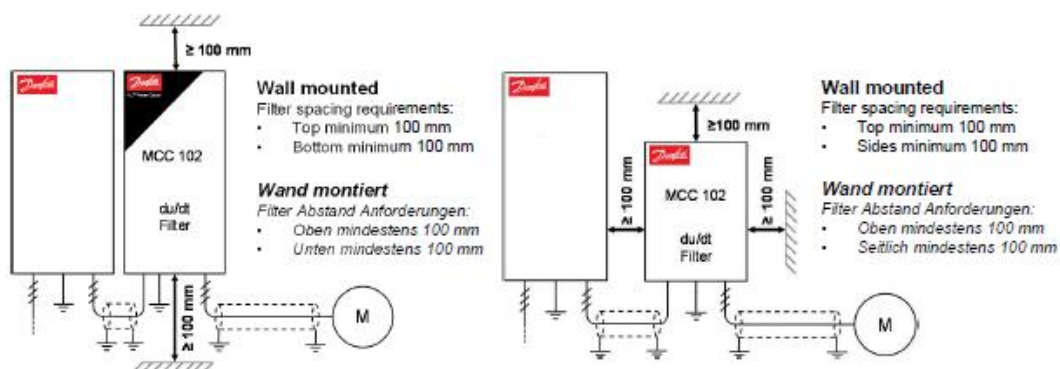 ≥ 100 mm
Danfoss
Danfoss
MCC 102
du/dt
Filter
≥ 100 mm
M
Wall mounted
Filter spacing requirements:
• Top minimum 100 mm
• Bottom minimum 100 mm
Wand montiert
Filter Abstand Anforderungen:
• Oben mindestens 100 mm
• Unten mindestens 100 mm
Danfoss
≥100 mm
Danfoss
≥ 100 mm
MCC 102
du/dt
Filter
≥ 100 mm
M
Wall mounted
Filter spacing requirements:
• Top minimum 100 mm
• Sides minimum 100 mm
Wand montiert
Filter Abstand Anforderungen:
• Oben mindestens 100 mm
• Seitlich mindestens 100 mm